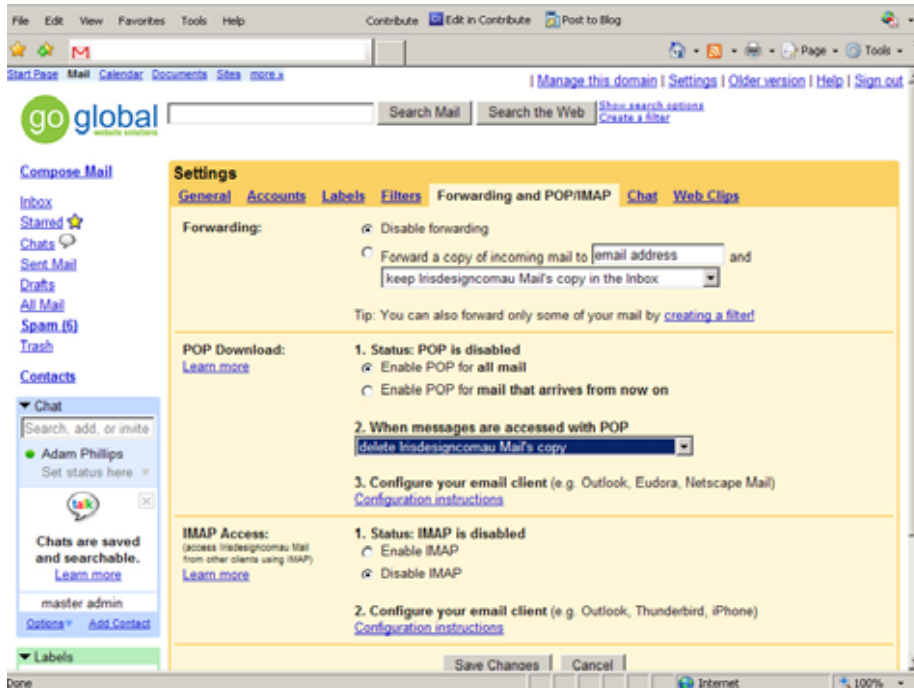 File Edit View Favorites Tools Help Contribute Edit in Contribute Post to Blog
Page Tools
Start Page Mail Calendar Documents Sites more »
| Manage this domain | Settings | Older version | Help | Sign out
go global
website solutions
Search Mail Search the Web Show search options
Create a filter
Compose Mail
Inbox
Starred
Chats
Sent Mail
Drafts
All Mail
Spam (6)
Trash
Contacts
Chat
Search, add, or invite
Adam Phillips
Set status here
talk
Chats are saved
and searchable.
Learn more
master admin
Options Add Contact
Labels
Settings
General Accounts Labels Filters Forwarding and POP/IMAP Chat Web Clips
Forwarding:
Disable forwarding
Forward a copy of incoming mail to email address and
keep Irisdesigncomau Mail's copy in the Inbox
Tip: You can also forward only some of your mail by creating a filter!
POP Download:
Learn more
1. Status: POP is disabled
Enable POP for all mail
Enable POP for mail that arrives from now on
2. When messages are accessed with POP
delete Irisdesigncomau Mail's copy
3. Configure your email client (e.g. Outlook, Eudora, Netscape Mail)
Configuration instructions
IMAP Access:
(access Irisdesigncomau Mail
from other clients using IMAP)
Learn more
1. Status: IMAP is disabled
Enable IMAP
Disable IMAP
2. Configure your email client (e.g. Outlook, Thunderbird, iPhone)
Configuration instructions
Save Changes Cancel
Done Internet 100%